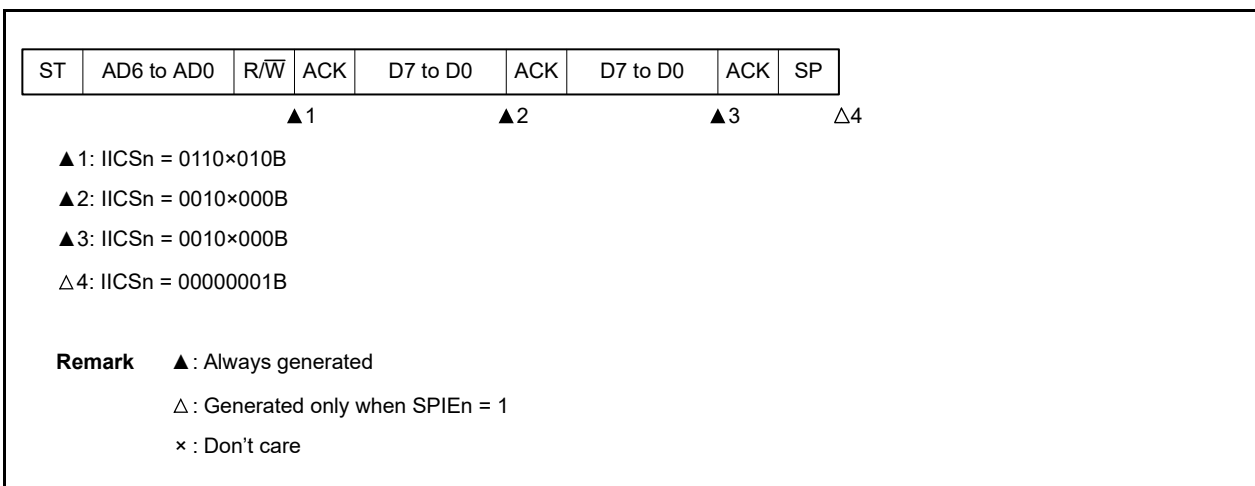 ST AD6 to AD0 R/W̅ ACK D7 to D0 ACK D7 to D0 ACK SP
▲1 ▲2 ▲3 △4
▲1: IICSn = 0110×010B
▲2: IICSn = 0010×000B
▲3: IICSn = 0010×000B
△4: IICSn = 00000001B
Remark ▲: Always generated
△: Generated only when SPIEn = 1
×: Don't care